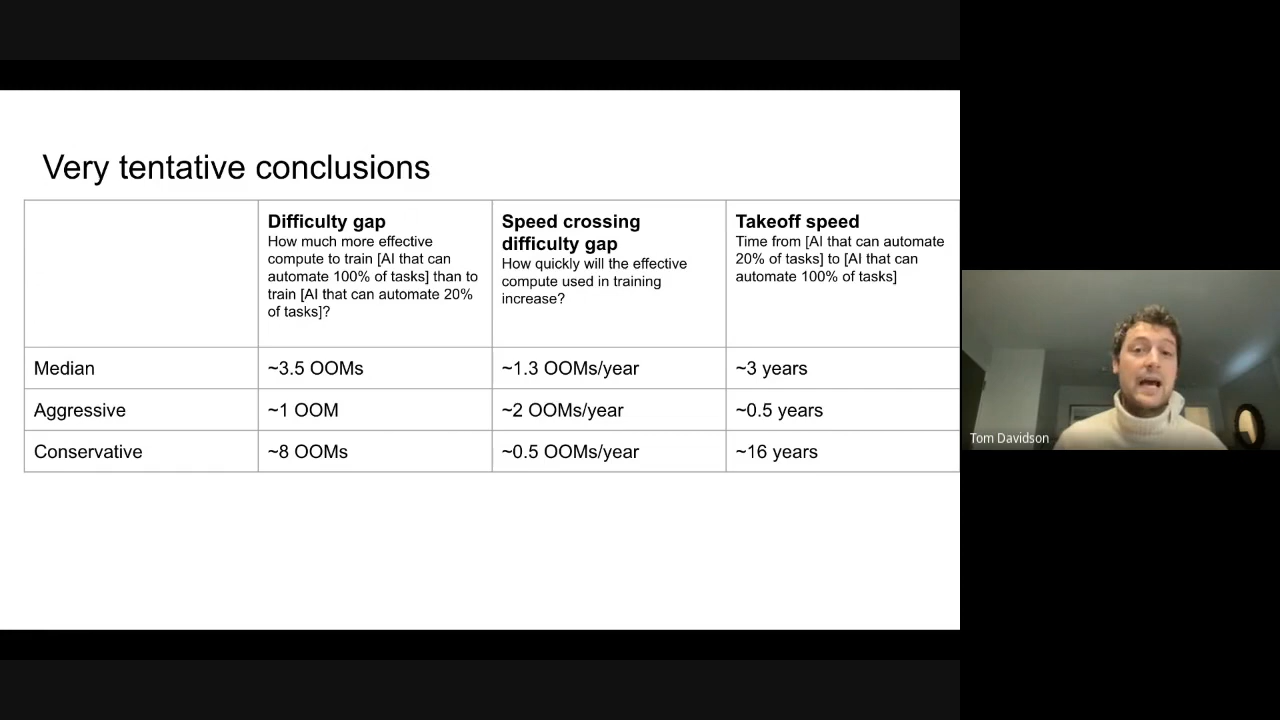 Very tentative conclusions
Difficulty gap
How much more effective
compute to train [AI that can
automate 100% of tasks] than to
train [AI that can automate 20%
of tasks]?
Speed crossing
difficulty gap
How quickly will the effective
compute used in training
increase?
Takeoff speed
Time from [AI that can automate
20% of tasks] to [AI that can
automate 100% of tasks]
Median
~3.5 OOMs
~1.3 OOMs/year
~3 years
Aggressive
~1 OOM
~2 OOMs/year
~0.5 years
Conservative
~8 OOMs
~0.5 OOMs/year
~16 years
Tom Davidson